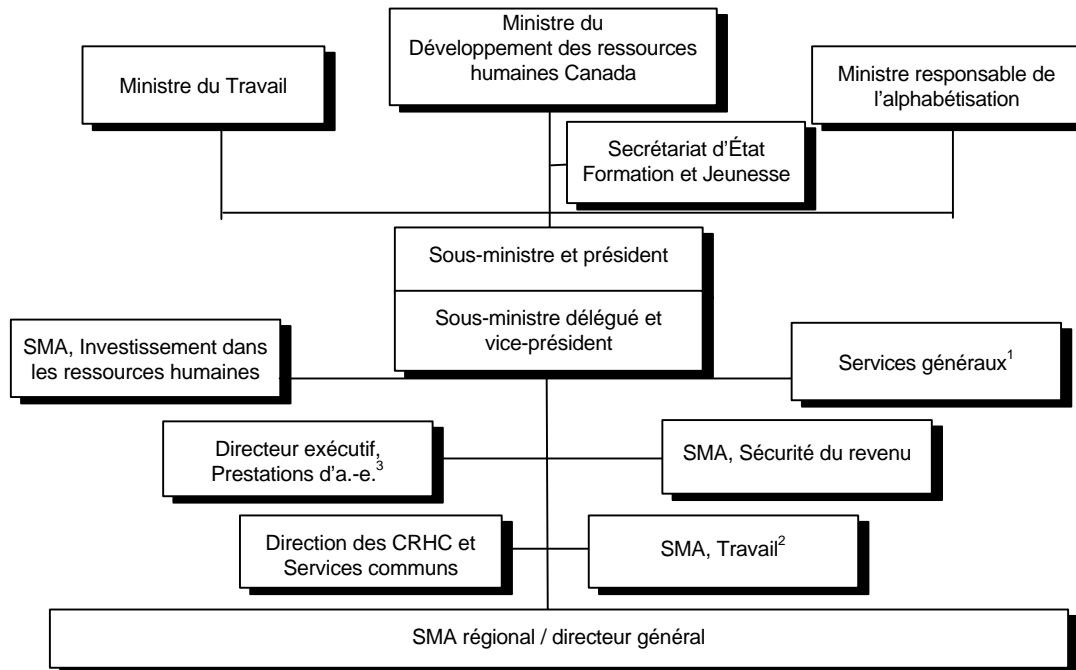 Ministre du
Développement des ressources
humaines Canada
Ministre du Travail
Ministre responsable de
l'alphabétisation
Secrétariat d'État
Formation et Jeunesse
Sous-ministre et président
Sous-ministre délégué et
vice-président
SMA, Investissement dans
les ressources humaines
Services généraux¹
Directeur exécutif,
Prestations d'a.-e.³
SMA, Sécurité du revenu
Direction des CRHC et
Services communs
SMA, Travail²
SMA régional / directeur général